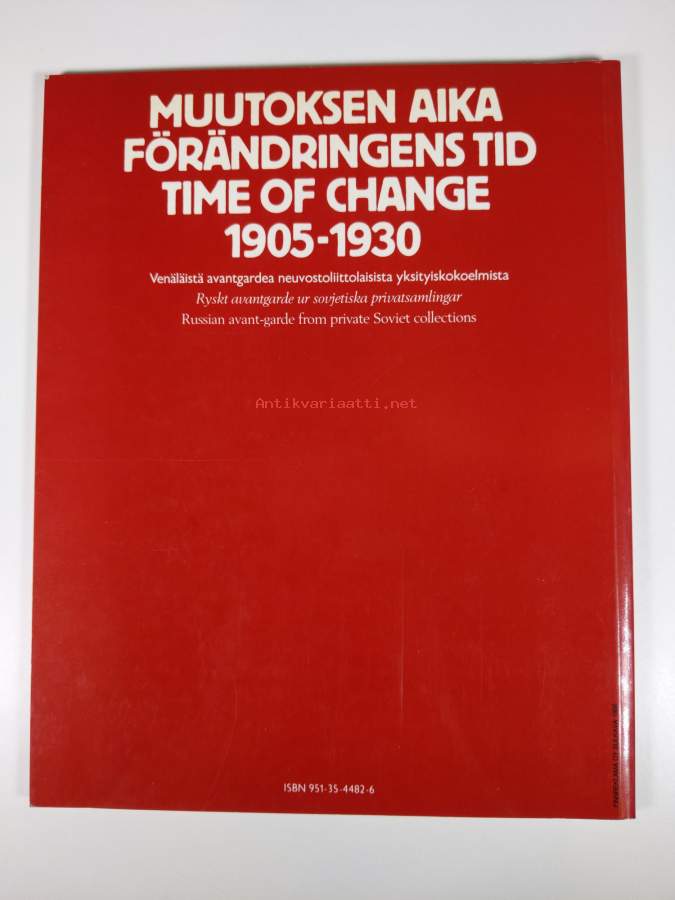 MUUTOKSEN AIKA
FÖRÄNDRINGENS TID
TIME OF CHANGE
1905-1930
Venäläistä avantgardea neuvostoliittolaisista yksityiskokoelmista
Ryskt avantgarde ur sovjetiska privatsamlingar
Russian avant-garde from private Soviet collections
Antikvariaatti.net
ISBN 951-35-4482-6